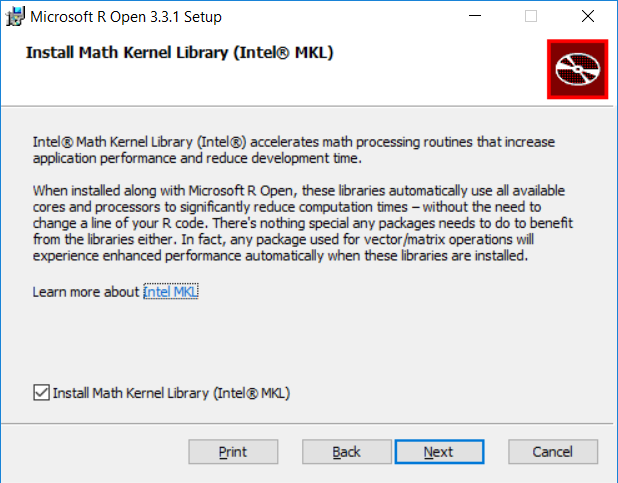 Microsoft R Open 3.3.1 Setup
Install Math Kernel Library (Intel® MKL)
Intel® Math Kernel Library (Intel®) accelerates math processing routines that increase
application performance and reduce development time.
When installed along with Microsoft R Open, these libraries automatically use all available
cores and processors to significantly reduce computation times – without the need to
change a line of your R code. There's nothing special any packages needs to do to benefit
from the libraries either. In fact, any package used for vector/matrix operations will
experience enhanced performance automatically when these libraries are installed.
Learn more about Intel MKL
Install Math Kernel Library (Intel® MKL)
Print Back Next Cancel